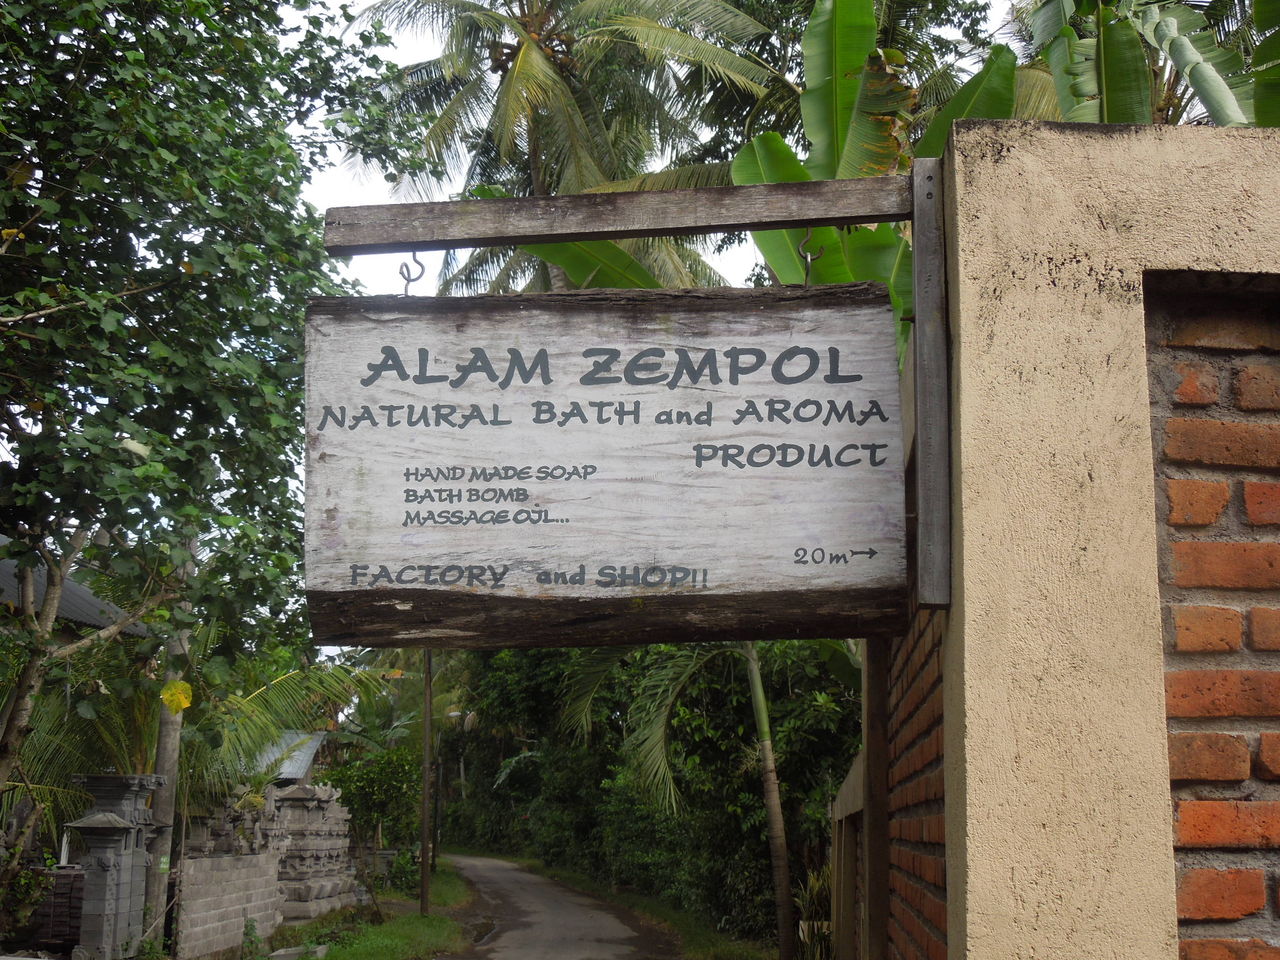 ALAM ZEMPOL
NATURAL BATH and AROMA
PRODUCT
HAND MADE SOAP
BATH BOMB
MASSAGE OIL...
20m→
FACTORY and SHOP!!